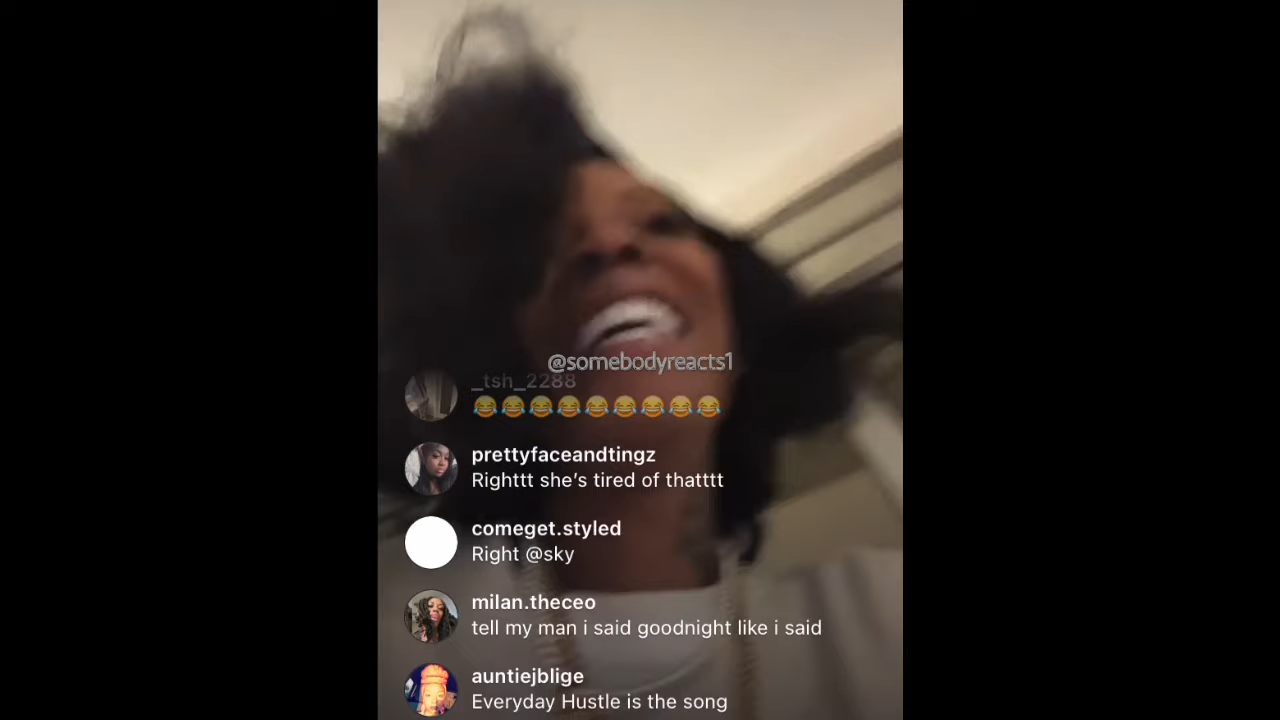 @somebodyreacts1
_tsh_2288
😂😂😂😂😂😂😂😂😂
prettyfaceandtingz
Righttt she’s tired of thatttt
comeget.styled
Right @sky
milan.theceo
tell my man i said goodnight like i said
auntiejblige
Everyday Hustle is the song